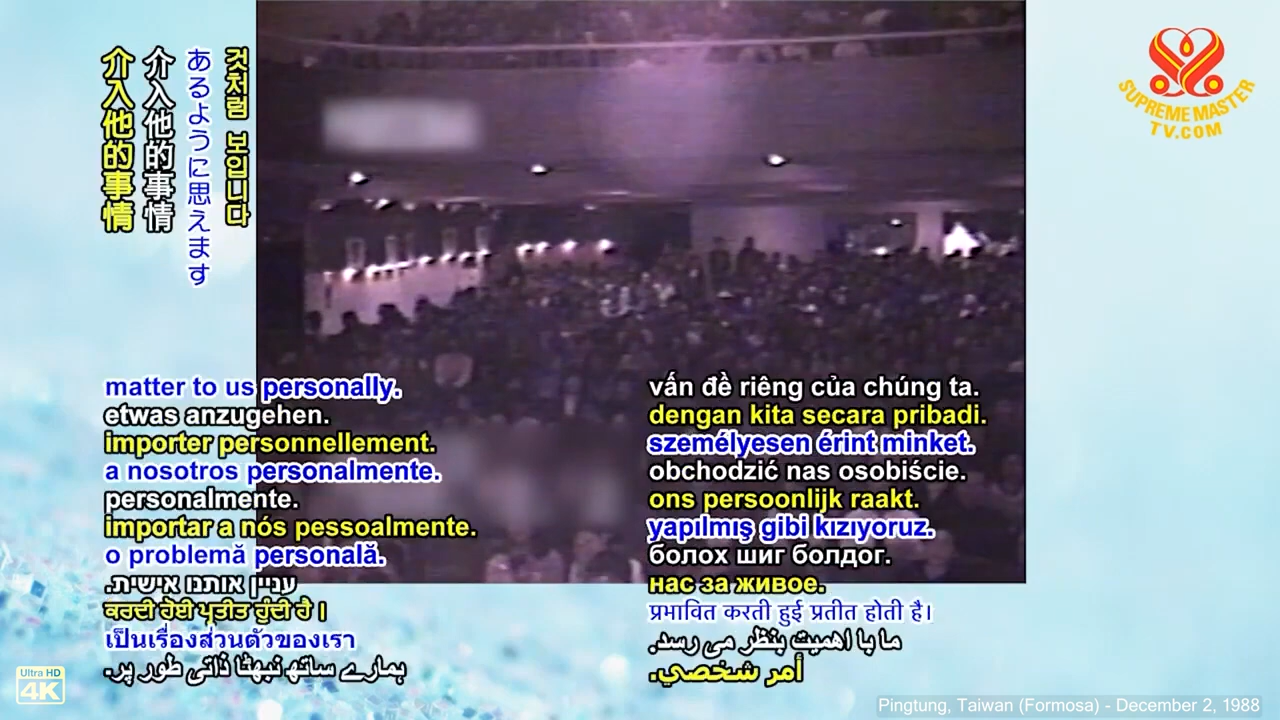 것처럼 보입니다
あるように思えます
介入他的事情
介入他的事情
SUPREME MASTER
TV.COM
matter to us personally.
etwas anzugehen.
importer personnellement.
a nosotros personalmente.
personalmente.
importar a nós pessoalmente.
o problemă personală.
עניין אותנו אישית.
ਕਰਦੀ ਹੋਈ ਪ੍ਰਤੀਤ ਹੁੰਦੀ ਹੈ।
เป็นเรื่องส่วนตัวของเรา
ہمارے ساتھ نبھٹا ذاتی طور پر.
vấn đề riêng của chúng ta.
dengan kita secara pribadi.
személyesen érint minket.
obchodzić nas osobiście.
ons persoonlijk raakt.
yapılmış gibi kızıyoruz.
болох шиг болдог.
нас за живое.
प्रभावित करती हुई प्रतीत होती है।
ما با اهمیت بنظر می رسد.
أمر شخصي.
Ultra HD
4K
Pingtung, Taiwan (Formosa) - December 2, 1988